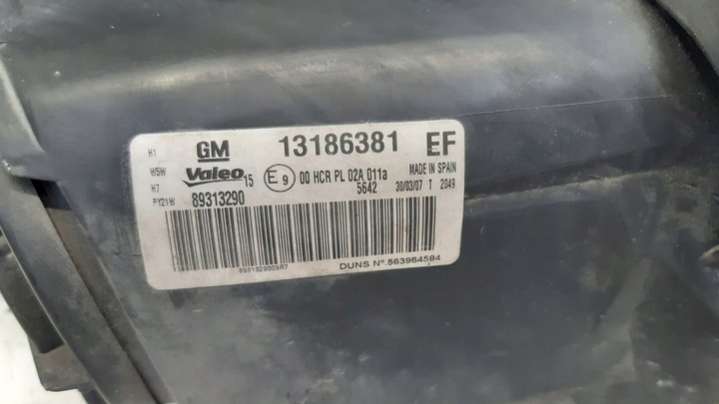 H1 GM 13186381 EF
W5W Valeo 15 E9 00 HCR PL 02A 011a MADE IN SPAIN
H7 5642 30/03/07 T 2049
PY21W 89313290
DUNS Nº 563964584